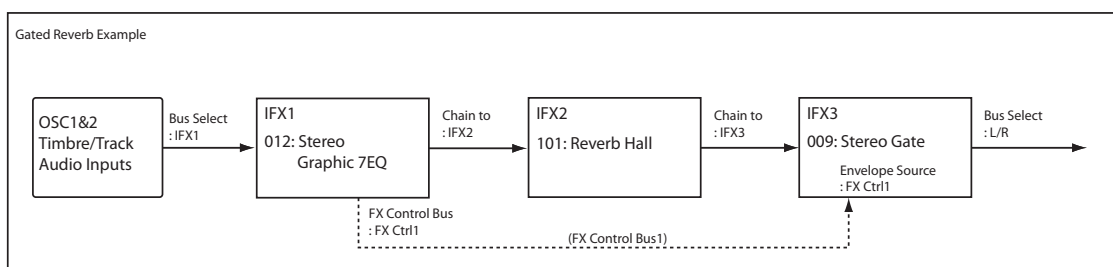 Gated Reverb Example
OSC1&2
Timbre/Track
Audio Inputs
Bus Select
: IFX1
IFX1
012: Stereo
Graphic 7EQ
Chain to
: IFX2
IFX2
101: Reverb Hall
Chain to
: IFX3
IFX3
009: Stereo Gate
Envelope Source
: FX Ctrl1
Bus Select
: L/R
FX Control Bus
: FX Ctrl1
(FX Control Bus1)